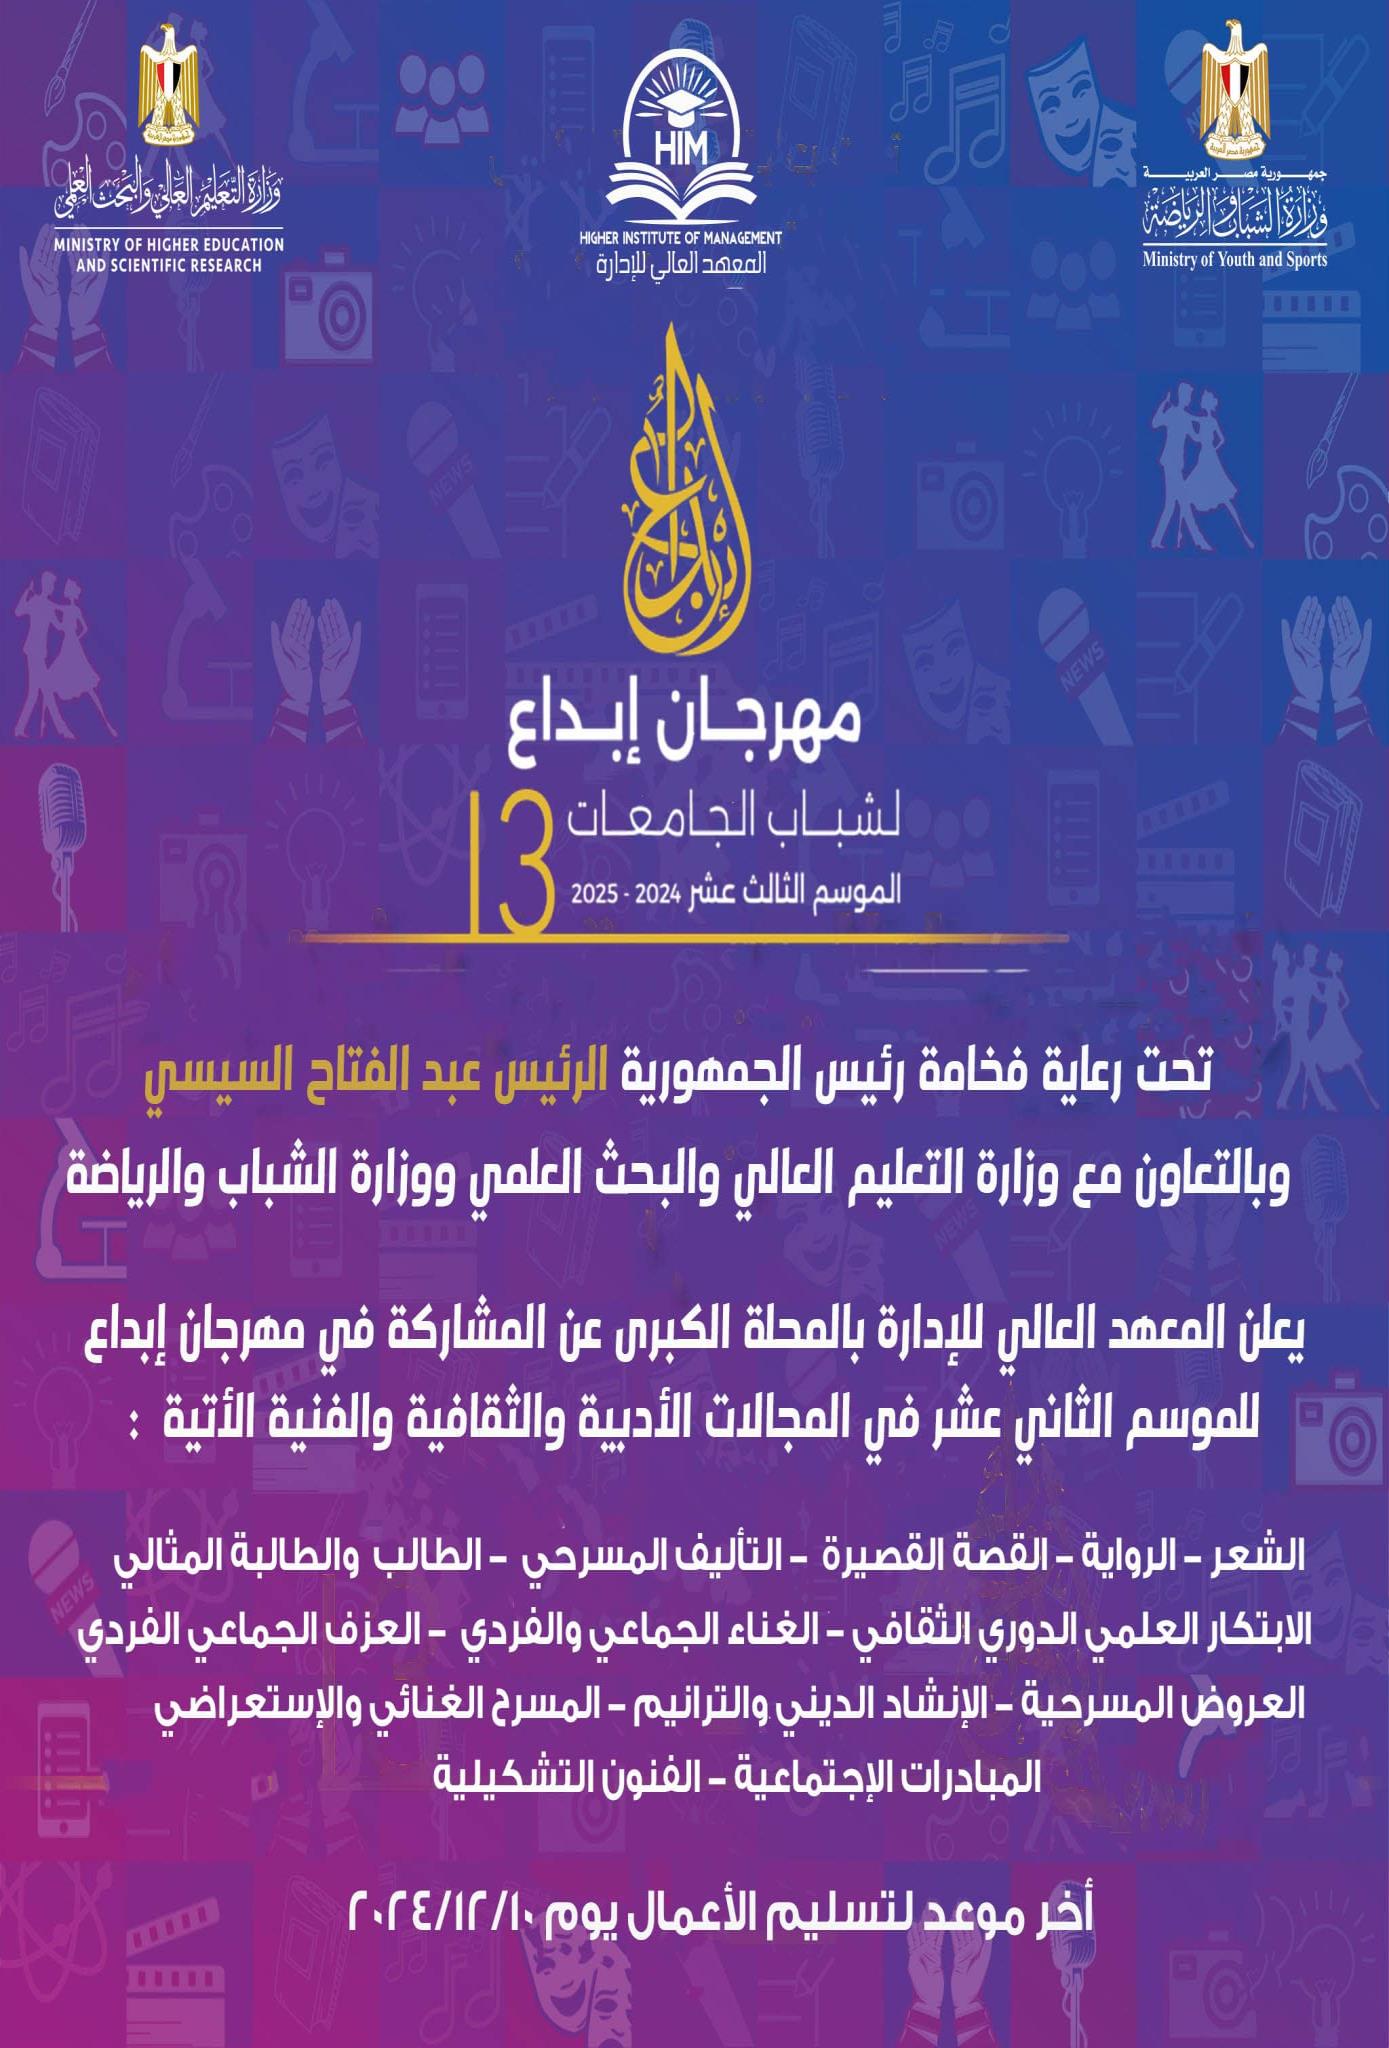 وزارة التعليم العالي والبحث العلمي
MINISTRY OF HIGHER EDUCATION
AND SCIENTIFIC RESEARCH
HIM
HIGHER INSTITUTE OF MANAGEMENT
المعهد العالي للإدارة
جمهورية مصر العربية
وزارة الشباب والرياضة
Ministry of Youth and Sports
إبداع
مهرجان إبداع
لشباب الجامعات
13
الموسم الثالث عشر 2024 - 2025
تحت رعاية فخامة رئيس الجمهورية الرئيس عبد الفتاح السيسي
وبالتعاون مع وزارة التعليم العالي والبحث العلمي ووزارة الشباب والرياضة
يعلن المعهد العالي للإدارة بالمحلة الكبرى عن المشاركة في مهرجان إبداع
للموسم الثاني عشر في المجالات الأدبية والثقافية والفنية الأتية :
الشعر - الرواية - القصة القصيرة - التأليف المسرحي - الطالب والطالبة المثالي
الابتكار العلمي الدوري الثقافي - الغناء الجماعي والفردي - العزف الجماعي الفردي
العروض المسرحية - الإنشاد الديني والترانيم - المسرح الغنائي والإستعراضي
المبادرات الإجتماعية - الفنون التشكيلية
أخر موعد لتسليم الأعمال يوم ٢٠٢٤/١٢/١٠
NEWS
NEWS
NEWS
NEWS